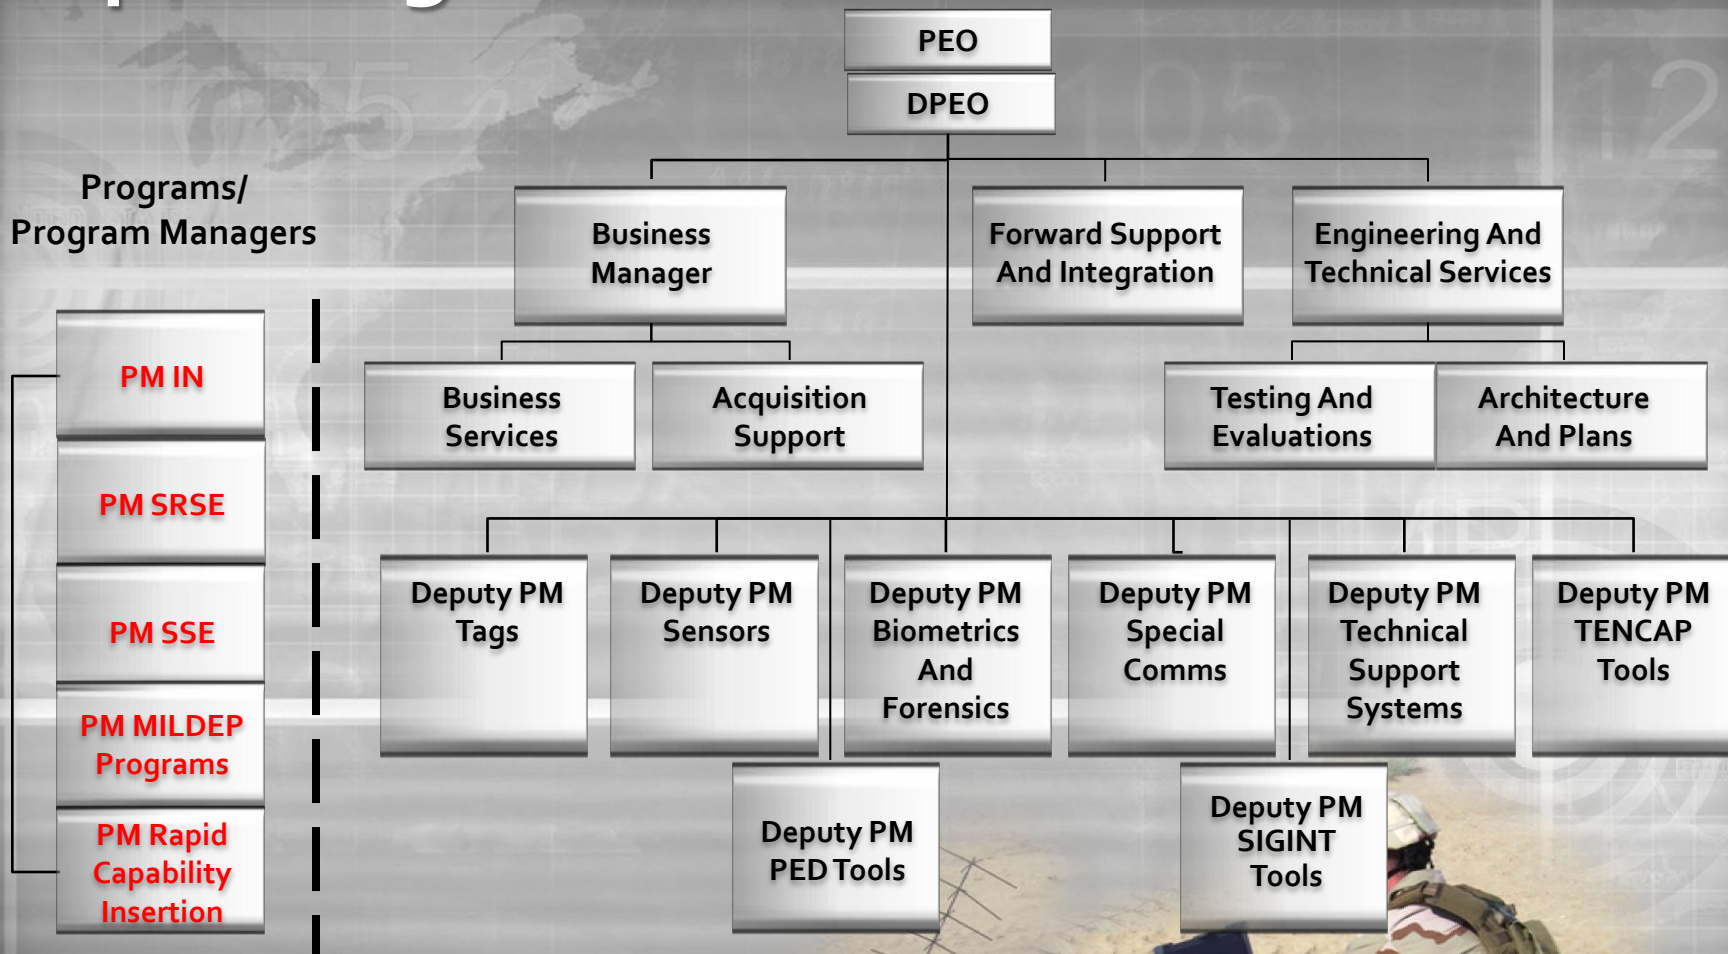 PEO
DPEO
Programs/
Program Managers
Business
Manager
Forward Support
And Integration
Engineering And
Technical Services
Business
Services
Acquisition
Support
Testing And
Evaluations
Architecture
And Plans
PM IN
PM SRSE
PM SSE
PM MILDEP
Programs
PM Rapid
Capability
Insertion
Deputy PM
Tags
Deputy PM
Sensors
Deputy PM
Biometrics
And
Forensics
Deputy PM
Special
Comms
Deputy PM
Technical
Support
Systems
Deputy PM
TENCAP
Tools
Deputy PM
PED Tools
Deputy PM
SIGINT
Tools
75
105
12